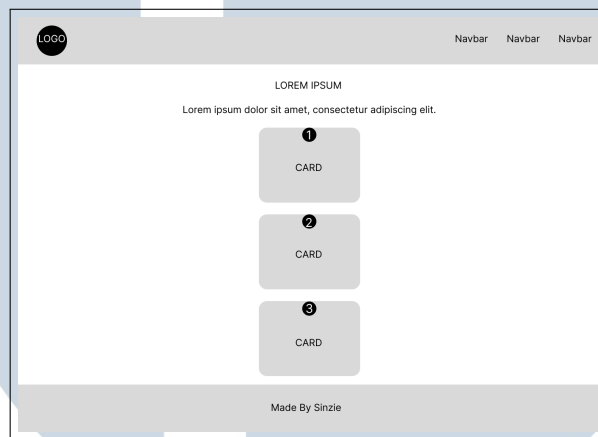 LOGO
Navbar Navbar Navbar
LOREM IPSUM
Lorem ipsum dolor sit amet, consectetur adipiscing elit.
1
CARD
2
CARD
3
CARD
Made By Sinzie